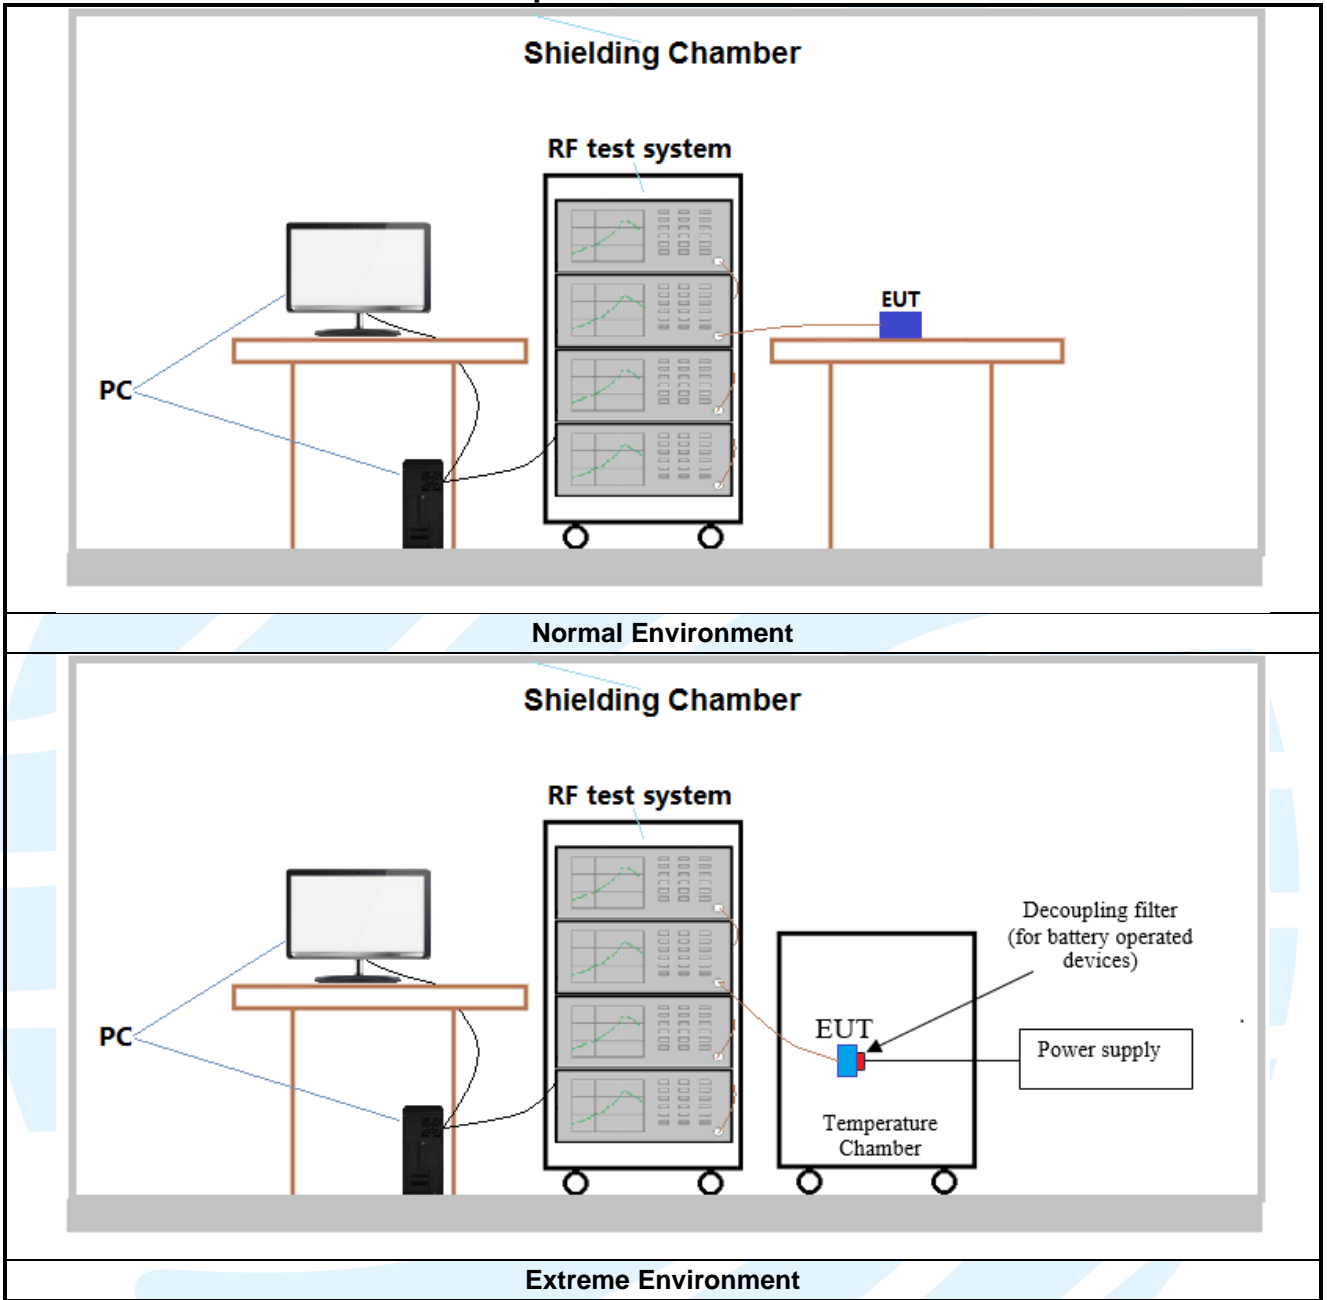 Shielding Chamber
RF test system
EUT
PC
Normal Environment
Shielding Chamber
RF test system
Decoupling filter
(for battery operated
devices)
EUT
PC
Power supply
Temperature
Chamber
Extreme Environment